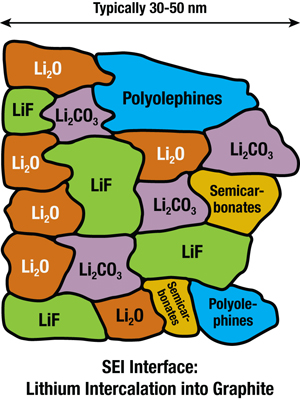 Typically 30-50 nm
Li₂O
Polyolephines
LiF
Li₂CO₃
Li₂O
Li₂O
Li₂CO₃
LiF
Li₂O
Li₂CO₃
Semicar-
bonates
Li₂O
Li₂CO₃
LiF
LiF
Li₂O
Semicar-
bonates
Polyole-
phines
SEI Interface:
Lithium Intercalation into Graphite